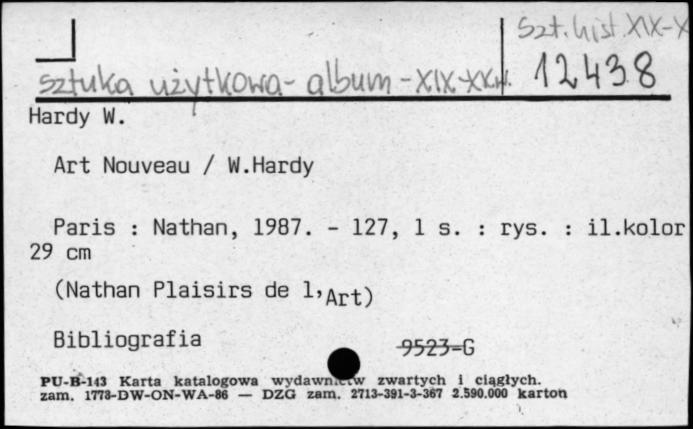 Szt. hist. XIX-X
sztuka użytkowa - album - XIX-XXw. 12438
Hardy W.
Art Nouveau / W.Hardy
Paris : Nathan, 1987. - 127, 1 s. : rys. : il.kolor
29 cm
(Nathan Plaisirs de l'Art)
Bibliografia 9523-G
PU-B-143 Karta katalogowa wydawnictw zwartych i ciągłych.
zam. 1773-DW-ON-WA-86 — DZG zam. 2713-391-3-367 2.590.000 karton